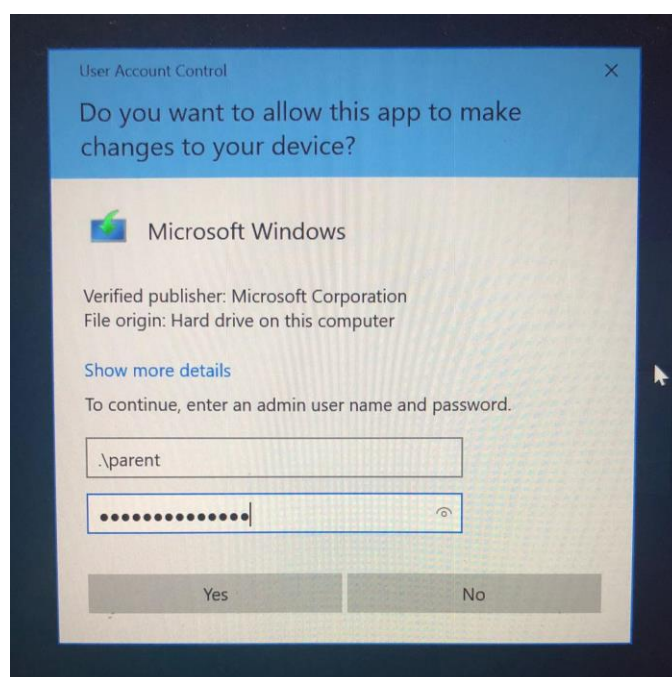 User Account Control
Do you want to allow this app to make
changes to your device?
Microsoft Windows
Verified publisher: Microsoft Corporation
File origin: Hard drive on this computer
Show more details
To continue, enter an admin user name and password.
.\parent
••••••••••••••
Yes
No